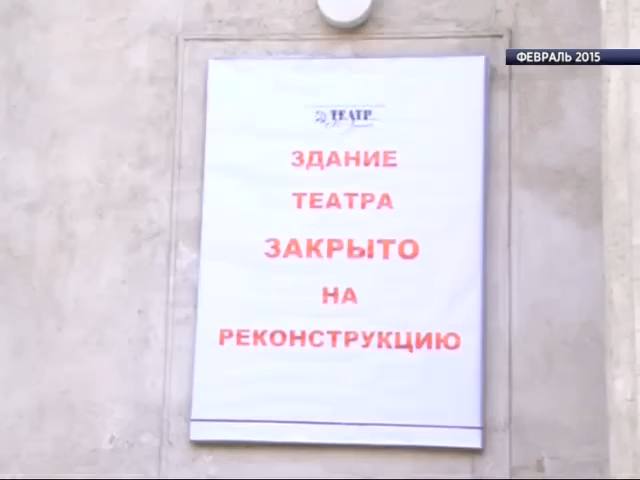 ФЕВРАЛЬ 2015
ТЕАТР
ЗДАНИЕ
ТЕАТРА
ЗАКРЫТО
НА
РЕКОНСТРУКЦИЮ